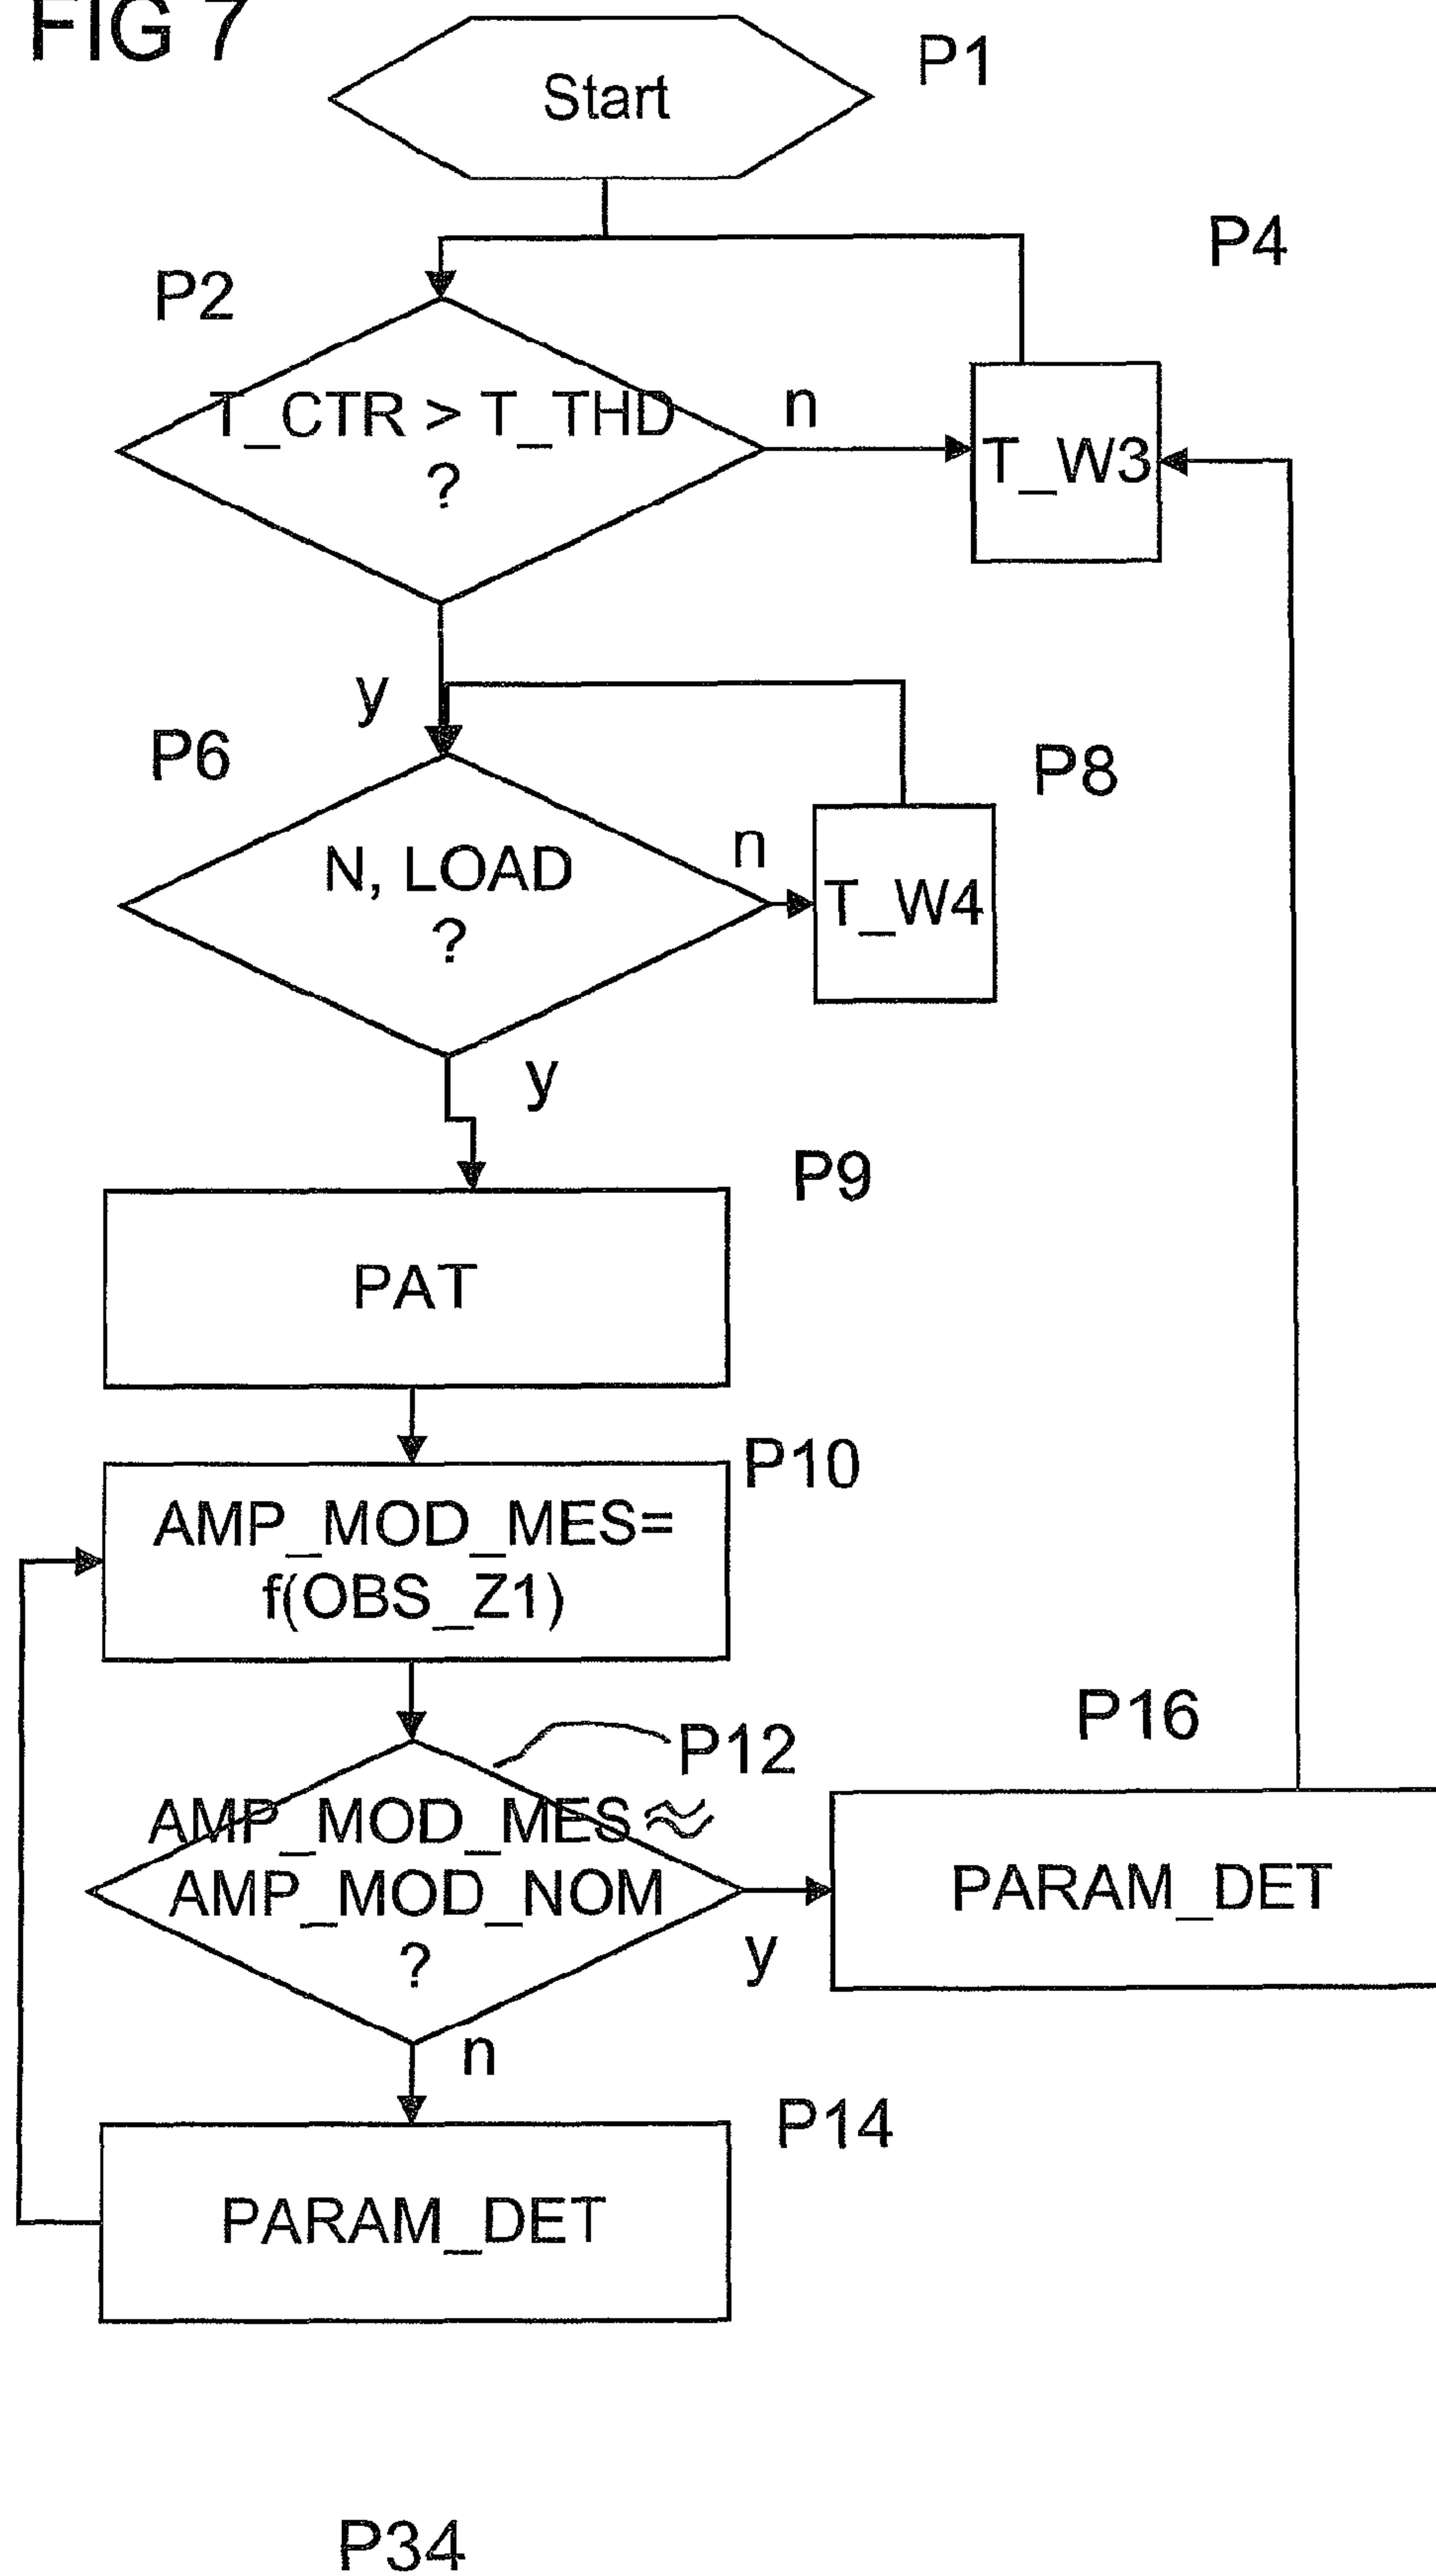 FIG 7
Start
P1
P4
P2
T_CTR > T_THD
?
n
T_W3
y
P6
P8
N, LOAD
?
n
T_W4
y
P9
PAT
P10
AMP_MOD_MES=
f(OBS_Z1)
P12
P16
AMP_MOD_MES ≈
AMP_MOD_NOM
?
y
PARAM_DET
n
P14
PARAM_DET
P34